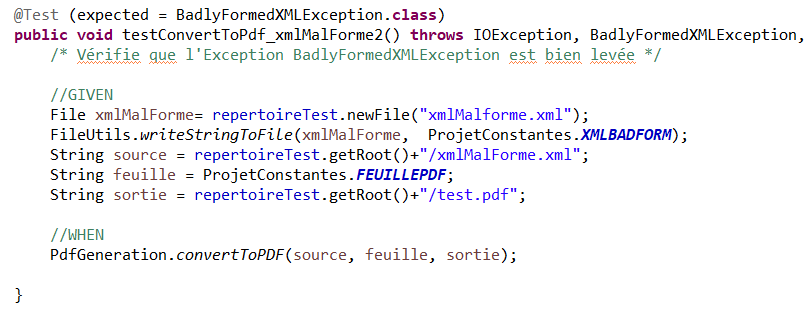 @Test (expected = BadlyFormedXMLException.class)
public void testConvertToPdf_xmlMalForme2() throws IOException, BadlyFormedXMLException,
/* Vérifie que l'Exception BadlyFormedXMLException est bien levée */
//GIVEN
File xmlMalForme= repertoireTest.newFile("xmlMalforme.xml");
FileUtils.writeStringToFile(xmlMalForme,  ProjetConstantes.XMLBADFORM);
String source = repertoireTest.getRoot()+"/xmlMalForme.xml";
String feuille = ProjetConstantes.FEUILLEPDF;
String sortie = repertoireTest.getRoot()+"/test.pdf";
//WHEN
PdfGeneration.convertToPDF(source, feuille, sortie);
}